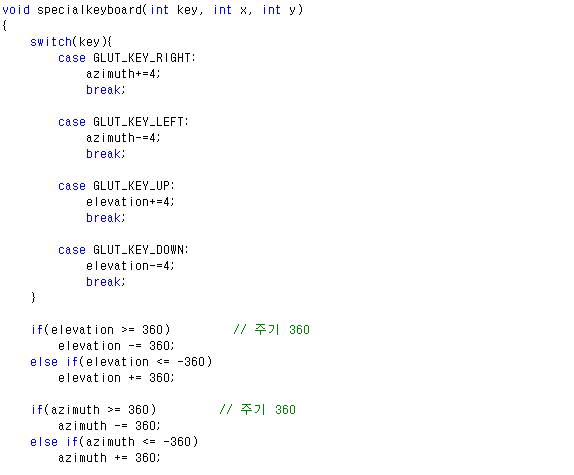 void specialkeyboard(int key, int x, int y)
{
    switch(key){
        case GLUT_KEY_RIGHT:
            azimuth+=4;
            break;

        case GLUT_KEY_LEFT:
            azimuth-=4;
            break;

        case GLUT_KEY_UP:
            elevation+=4;
            break;

        case GLUT_KEY_DOWN:
            elevation-=4;
            break;
    }

    if(elevation >= 360)         // 주기 360
        elevation -= 360;
    else if(elevation <= -360)
        elevation += 360;

    if(azimuth >= 360)         // 주기 360
        azimuth -= 360;
    else if(azimuth <= -360)
        azimuth += 360;